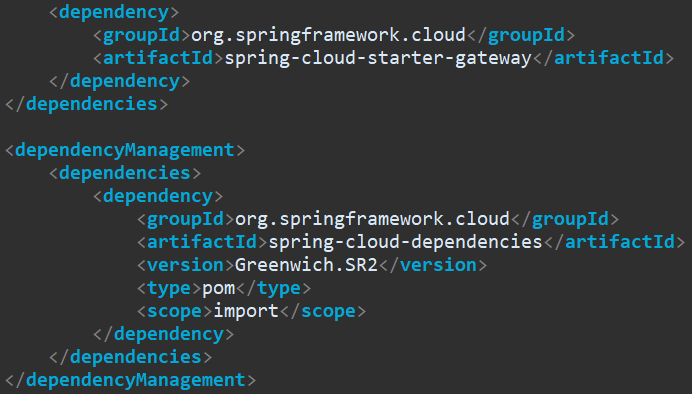 <dependency>
<groupId>org.springframework.cloud</groupId>
<artifactId>spring-cloud-starter-gateway</artifactId>
</dependency>
</dependencies>
<dependencyManagement>
<dependencies>
<dependency>
<groupId>org.springframework.cloud</groupId>
<artifactId>spring-cloud-dependencies</artifactId>
<version>Greenwich.SR2</version>
<type>pom</type>
<scope>import</scope>
</dependency>
</dependencies>
</dependencyManagement>